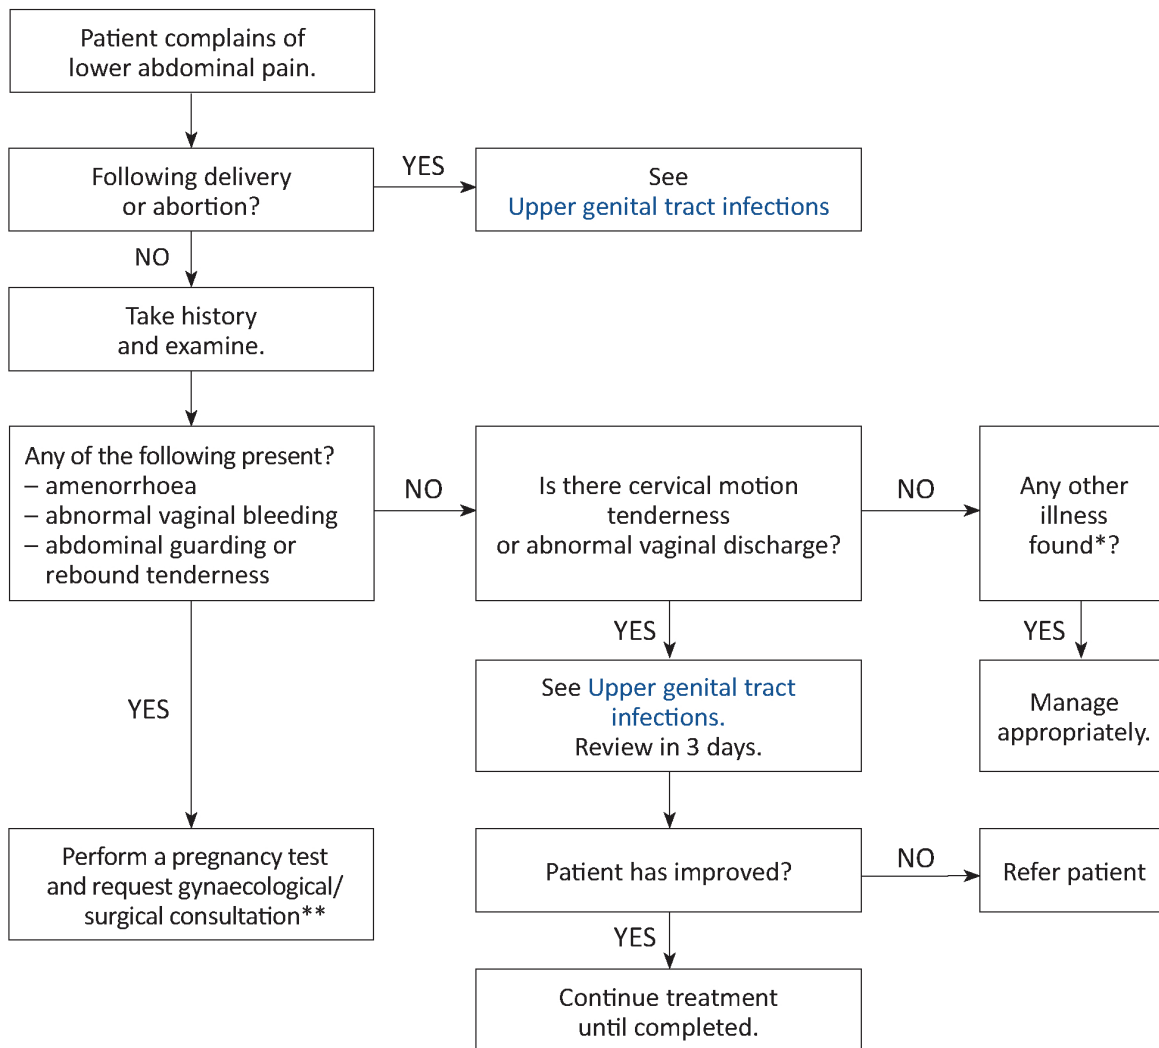 Patient complains of
lower abdominal pain.
Following delivery
or abortion?
YES
See
Upper genital tract infections
NO
Take history
and examine.
Any of the following present?
– amenorrhoea
– abnormal vaginal bleeding
– abdominal guarding or
rebound tenderness
NO
Is there cervical motion
tenderness
or abnormal vaginal discharge?
NO
Any other
illness
found*?
YES
YES
YES
See Upper genital tract
infections.
Review in 3 days.
Manage
appropriately.
Perform a pregnancy test
and request gynaecological/
surgical consultation**
Patient has improved?
NO
Refer patient
YES
Continue treatment
until completed.